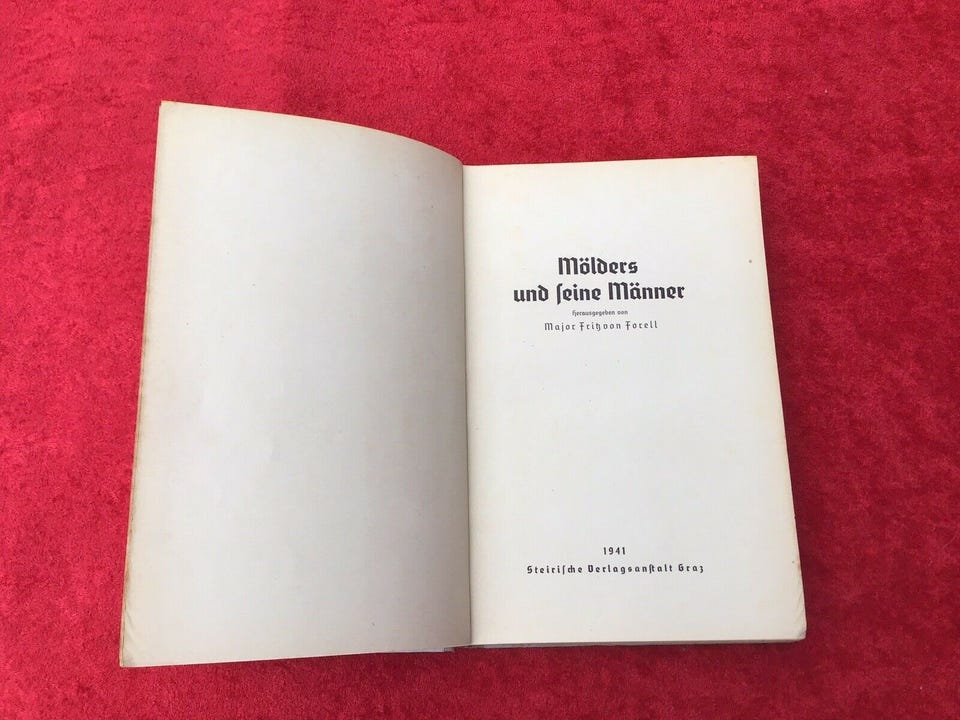 Mölders
und ſeine Männer
Herausgegeben von
Major Fritz von Forell
1941
Steiriſche Verlagsanſtalt Graz